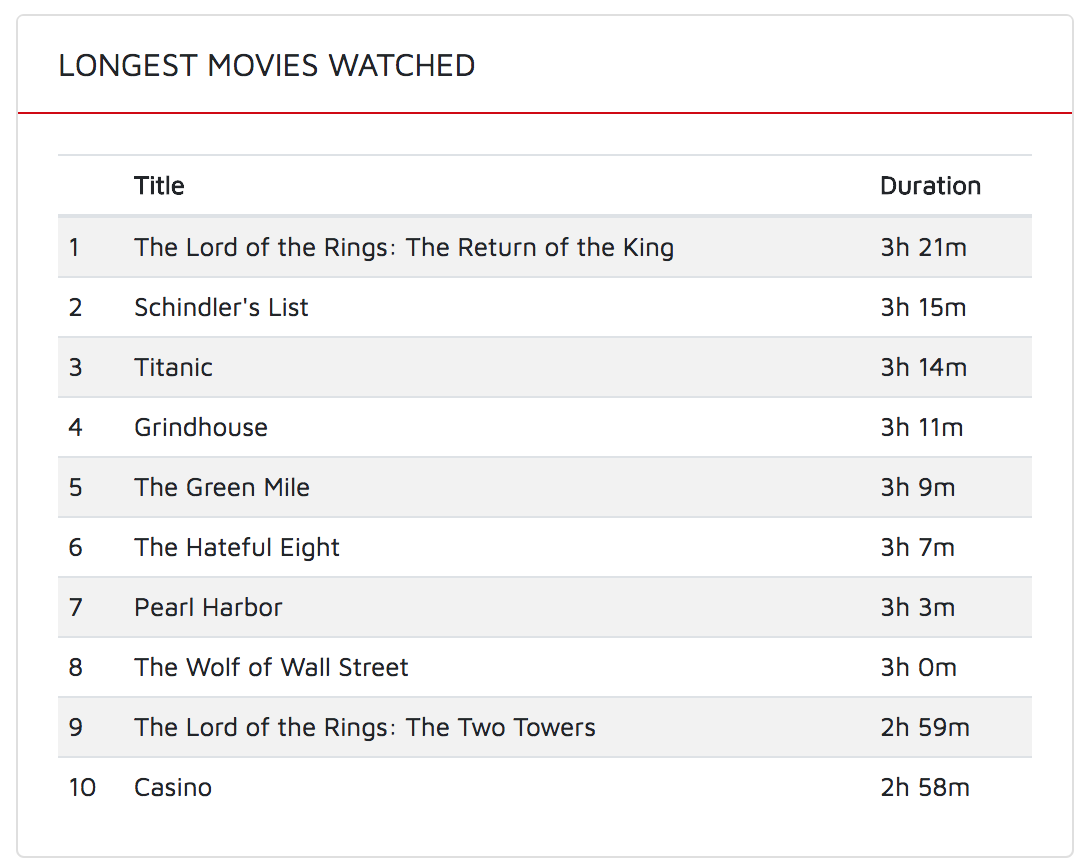 LONGEST MOVIES WATCHED
Title Duration
1 The Lord of the Rings: The Return of the King 3h 21m
2 Schindler's List 3h 15m
3 Titanic 3h 14m
4 Grindhouse 3h 11m
5 The Green Mile 3h 9m
6 The Hateful Eight 3h 7m
7 Pearl Harbor 3h 3m
8 The Wolf of Wall Street 3h 0m
9 The Lord of the Rings: The Two Towers 2h 59m
10 Casino 2h 58m